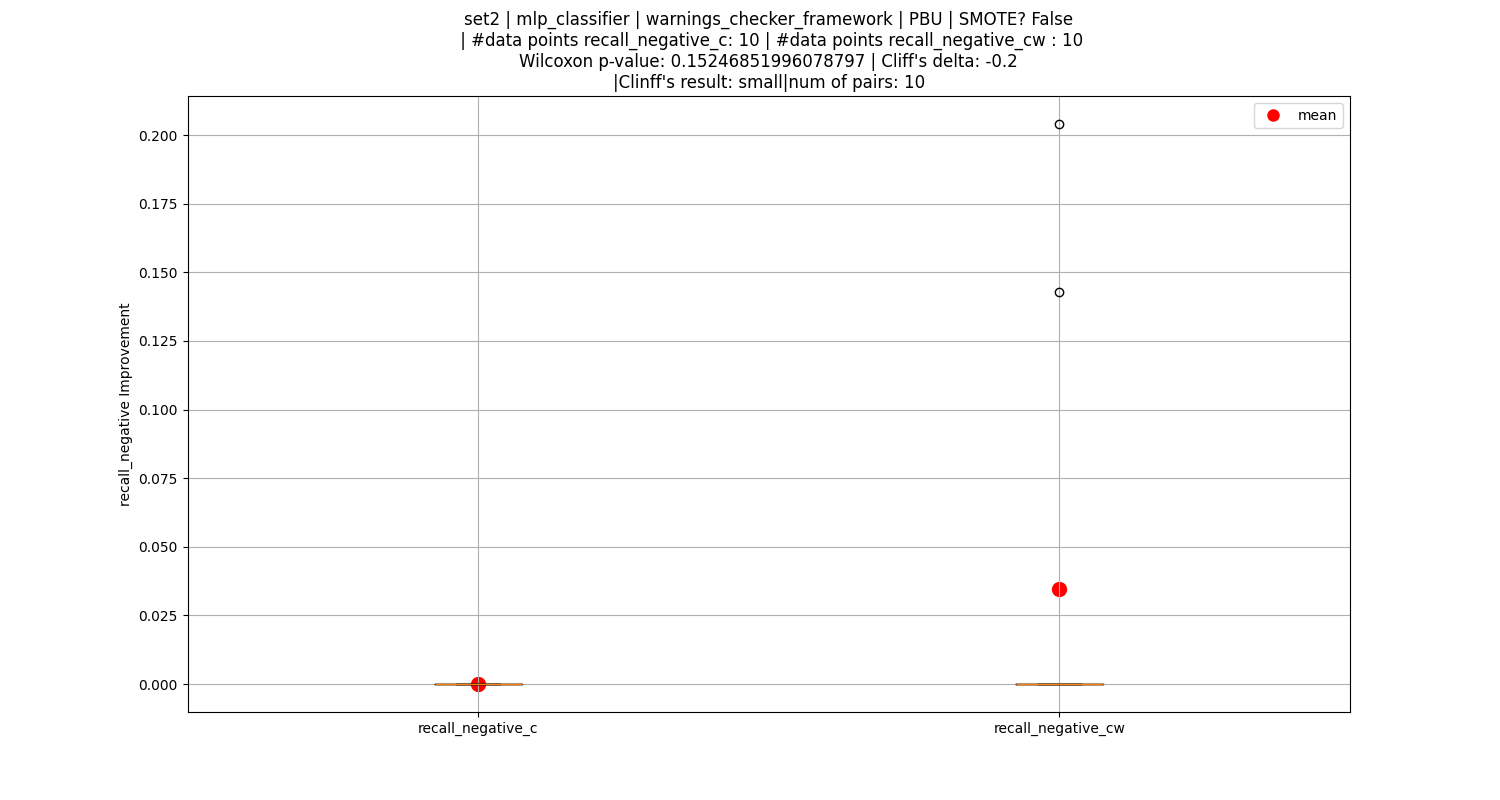 set2 | mlp_classifier | warnings_checker_framework | PBU | SMOTE? False
| #data points recall_negative_c: 10 | #data points recall_negative_cw : 10
Wilcoxon p-value: 0.15246851996078797 | Cliff's delta: -0.2
|Clinff's result: small|num of pairs: 10
mean
0.200
0.175
0.150
0.125
0.100
0.075
0.050
0.025
0.000
recall_negative Improvement
recall_negative_c
recall_negative_cw